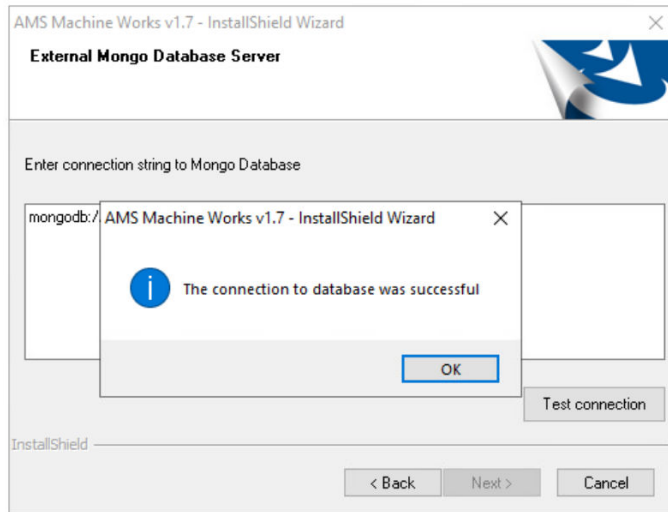 AMS Machine Works v1.7 - InstallShield Wizard
External Mongo Database Server
Enter connection string to Mongo Database
mongodb:/
AMS Machine Works v1.7 - InstallShield Wizard
The connection to database was successful
OK
Test connection
InstallShield
< Back Next > Cancel